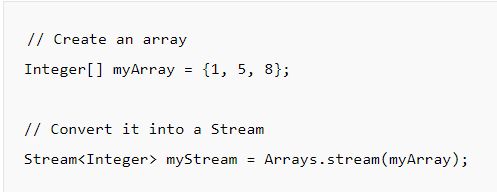 // Create an array
Integer[] myArray = {1, 5, 8};
// Convert it into a Stream
Stream<Integer> myStream = Arrays.stream(myArray);